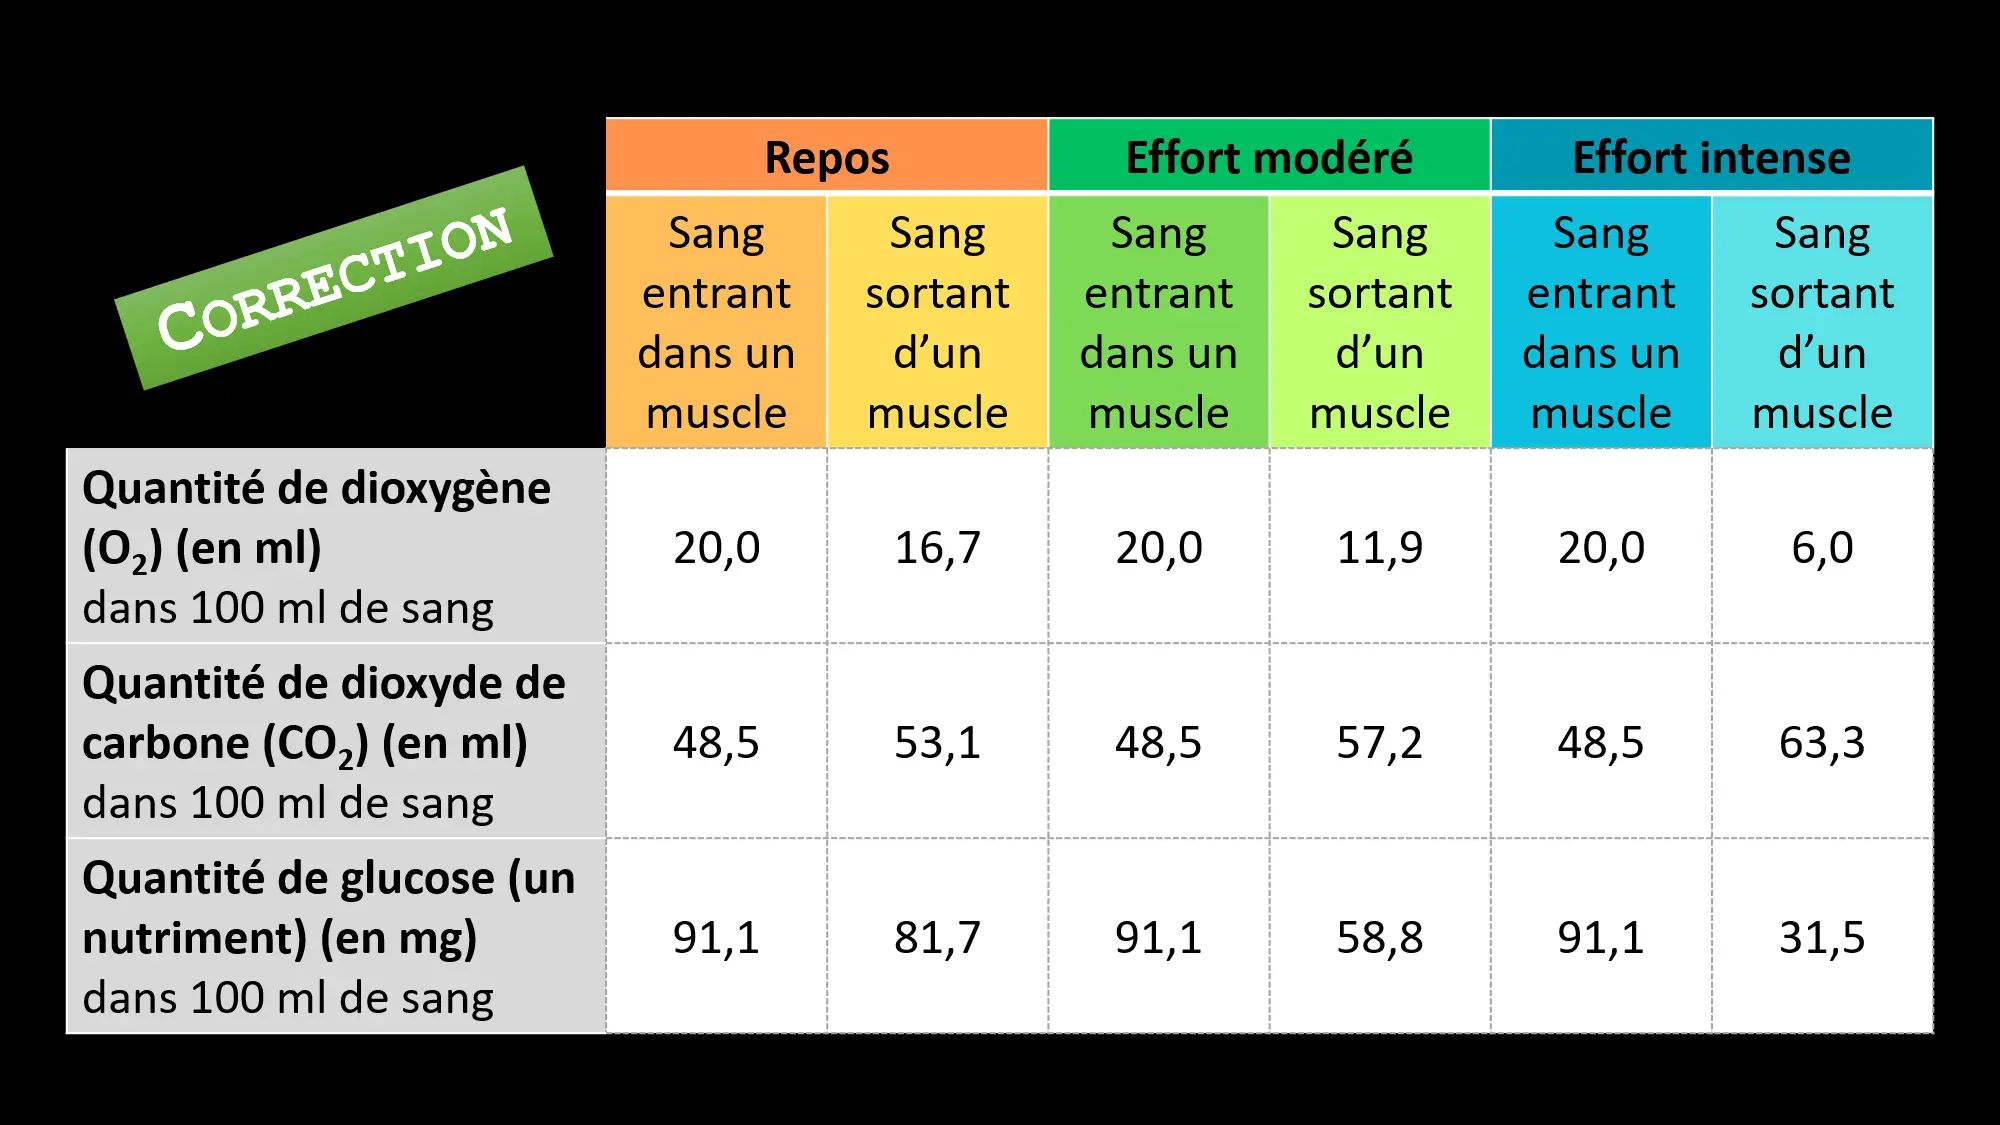 CORRECTION
Repos
Effort modéré
Effort intense
Sang
entrant
dans un
muscle
Sang
sortant
d’un
muscle
Sang
entrant
dans un
muscle
Sang
sortant
d’un
muscle
Sang
entrant
dans un
muscle
Sang
sortant
d’un
muscle
Quantité de dioxygène
(O₂) (en ml)
dans 100 ml de sang
20,0 16,7 20,0 11,9 20,0 6,0
Quantité de dioxyde de
carbone (CO₂) (en ml)
dans 100 ml de sang
48,5 53,1 48,5 57,2 48,5 63,3
Quantité de glucose (un
nutriment) (en mg)
dans 100 ml de sang
91,1 81,7 91,1 58,8 91,1 31,5